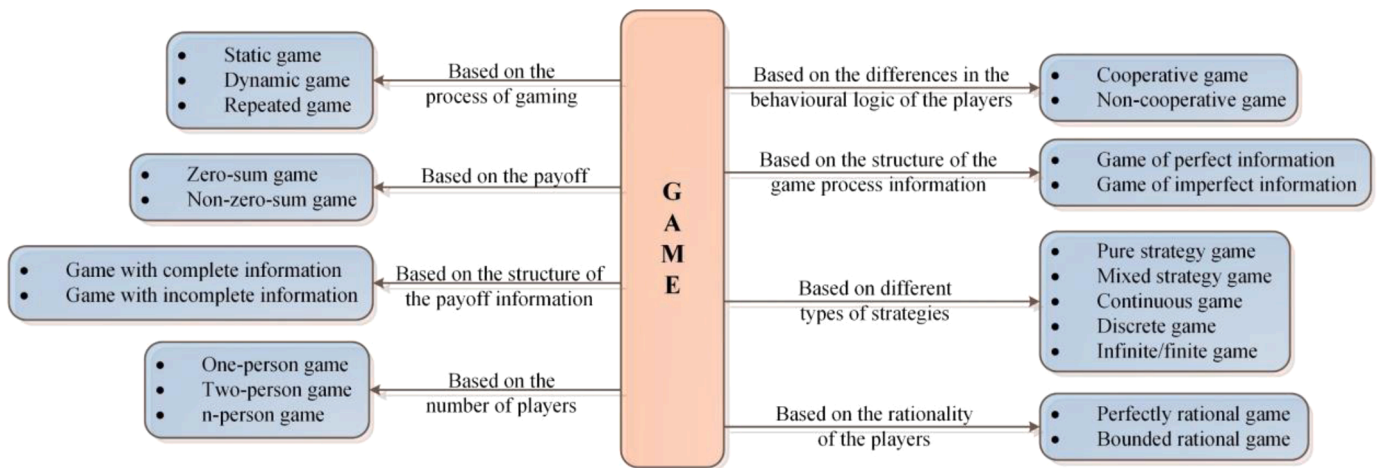 Static game
Dynamic game
Repeated game
Based on the
process of gaming
Zero-sum game
Non-zero-sum game
Based on the payoff
Game with complete information
Game with incomplete information
Based on the structure of
the payoff information
One-person game
Two-person game
n-person game
Based on the
number of players
G
A
M
E
Based on the differences in the
behavioural logic of the players
Cooperative game
Non-cooperative game
Based on the structure of the
game process information
Game of perfect information
Game of imperfect information
Based on different
types of strategies
Pure strategy game
Mixed strategy game
Continuous game
Discrete game
Infinite/finite game
Based on the rationality
of the players
Perfectly rational game
Bounded rational game